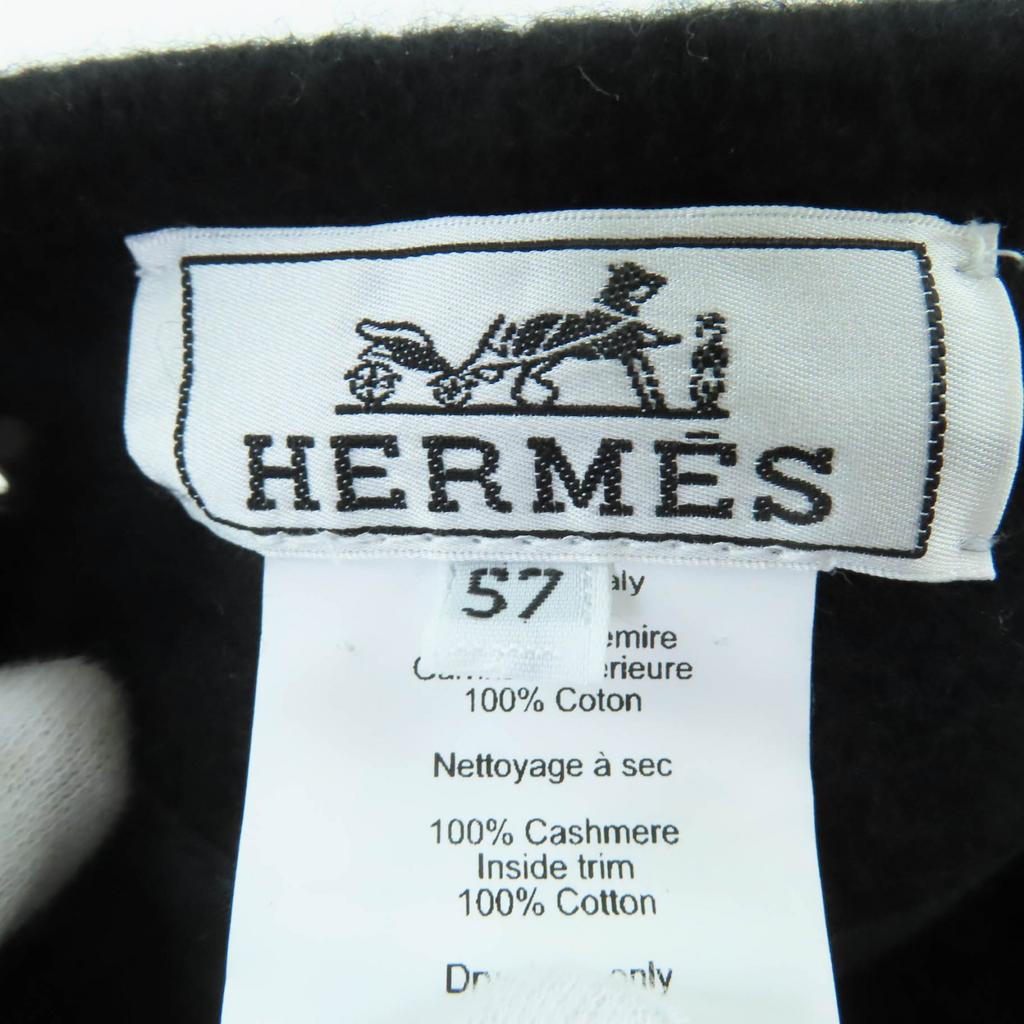 HERMÈS
57
aly
emire
erieure
100% Coton
Nettoyage à sec
100% Cashmere
Inside trim
100% Cotton
only